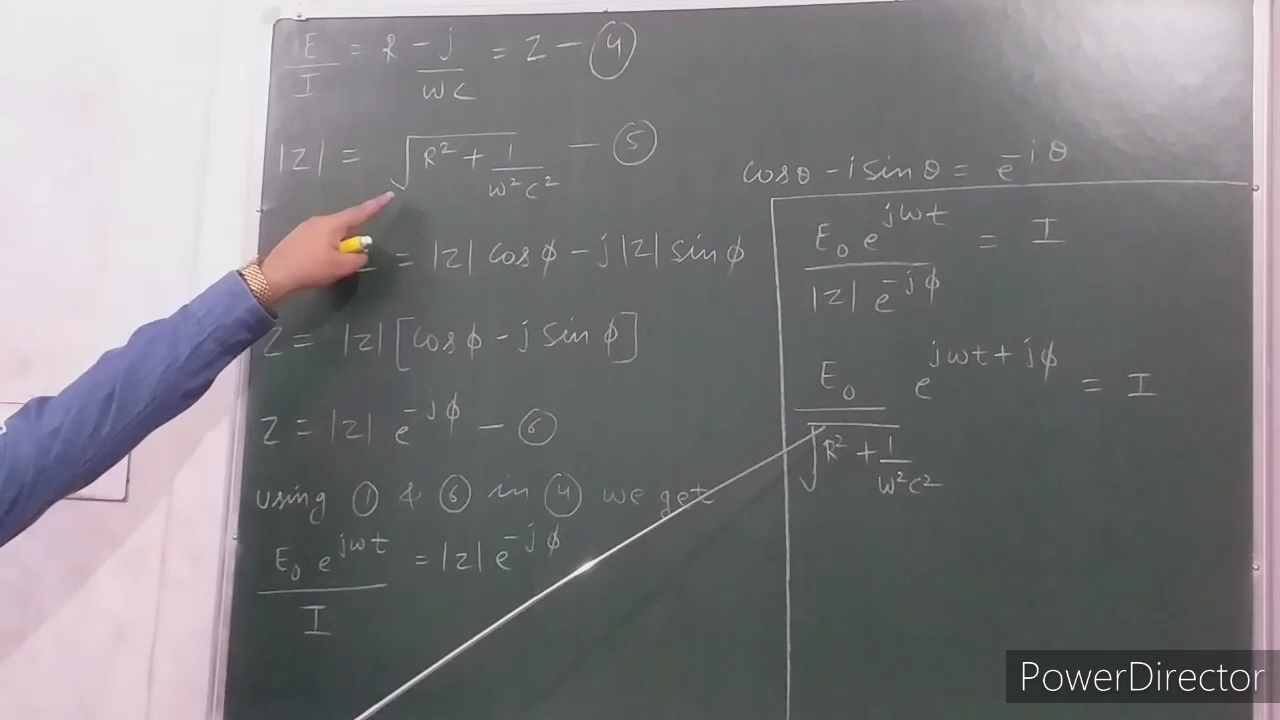 E/I = R - j/wc = Z - ④
|Z| = √(R² + 1/w²c²) - ⑤
= |Z| cosϕ - j |Z| sinϕ
Z = |Z| [cosϕ - j sinϕ]
Z = |Z| e^-jϕ - ⑥
using ① & ⑥ in ④ we get
E₀ e^jwt / I = |Z| e^-jϕ
cosθ - i sinθ = e^-iθ
E₀ e^jwt / |Z| e^-jϕ = I
E₀ / √(R² + 1/w²c²) e^jwt+jϕ = I
PowerDirector